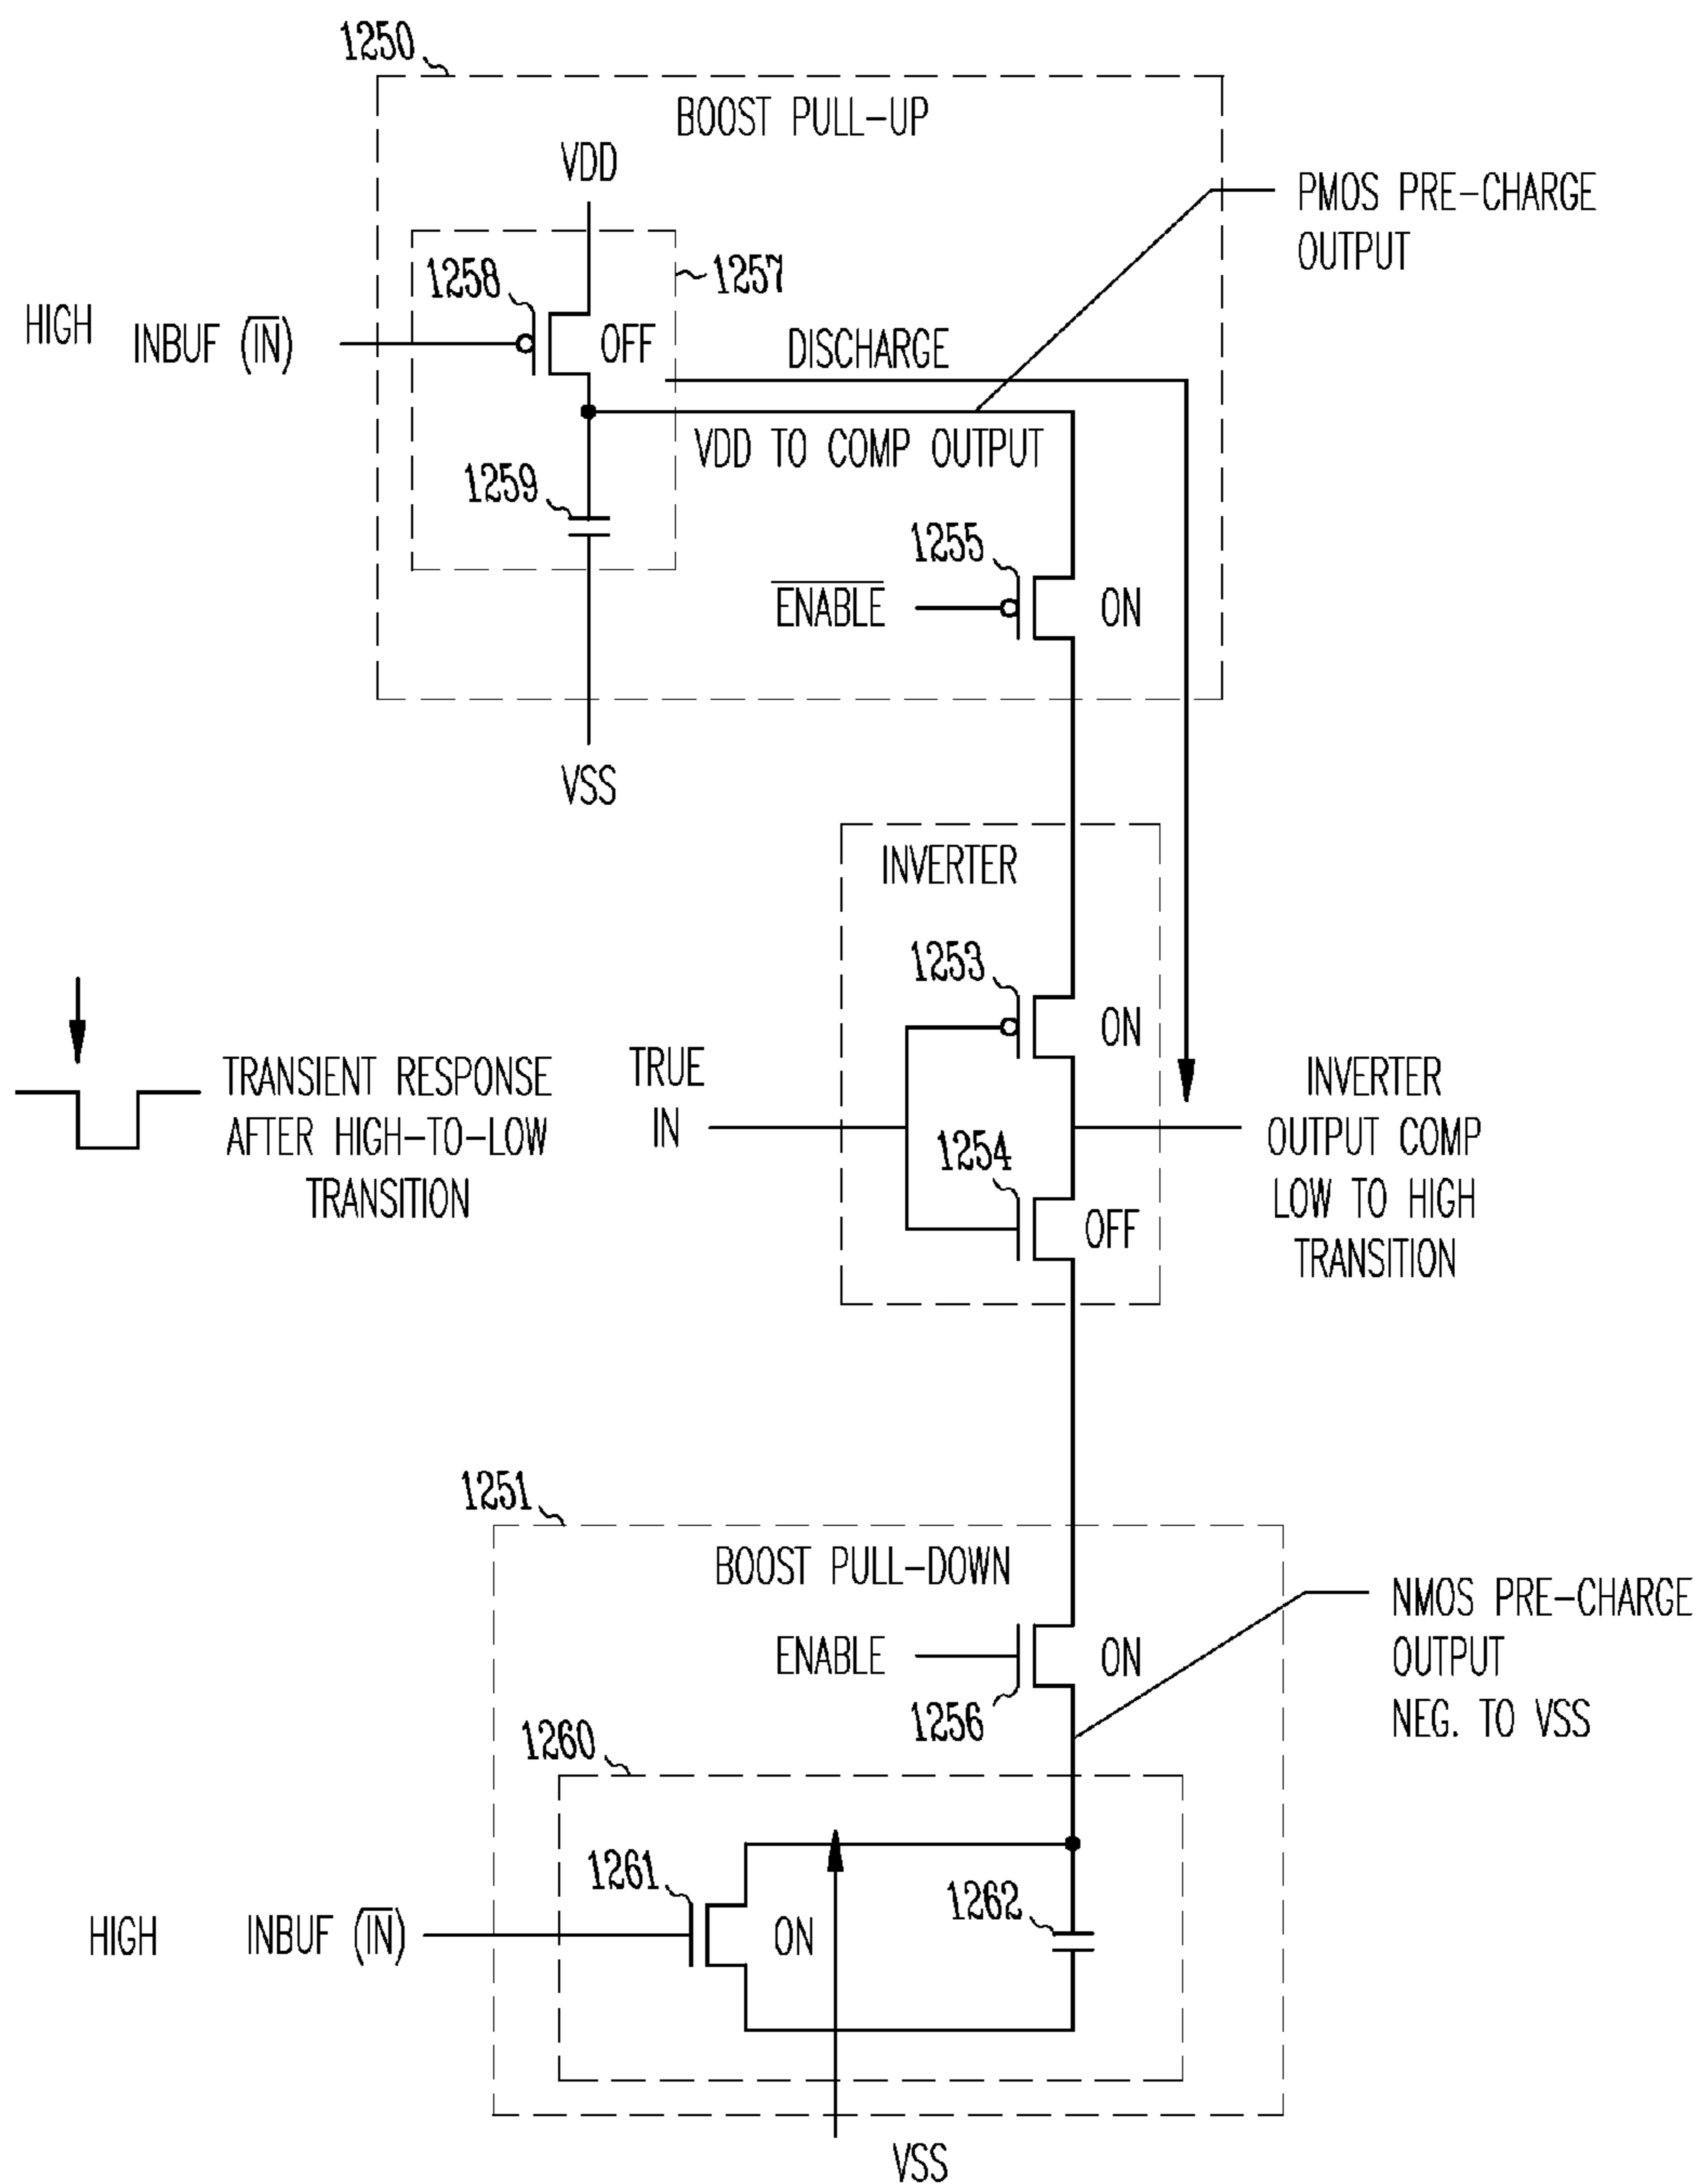 1250
BOOST PULL-UP
VDD
PMOS PRE-CHARGE
OUTPUT
1258
1257
HIGH
INBUF (I̅N̅)
OFF
DISCHARGE
VDD TO COMP OUTPUT
1259
1255
E̅N̅A̅B̅L̅E̅
ON
VSS
INVERTER
1253
ON
TRANSIENT RESPONSE
AFTER HIGH-TO-LOW
TRANSITION
TRUE
IN
INVERTER
OUTPUT COMP
LOW TO HIGH
TRANSITION
1254
OFF
1251
BOOST PULL-DOWN
NMOS PRE-CHARGE
OUTPUT
NEG. TO VSS
ENABLE
ON
1256
1260
1261
1262
HIGH
INBUF (I̅N̅)
ON
VSS